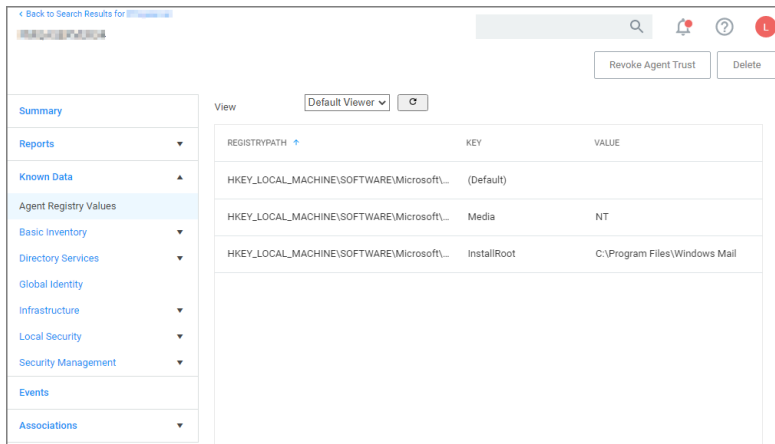 < Back to Search Results for
L
Revoke Agent Trust
Delete
Summary
Reports
Known Data
Agent Registry Values
Basic Inventory
Directory Services
Global Identity
Infrastructure
Local Security
Security Management
Events
Associations
View
Default Viewer
REGISTRYPATH ↑ KEY VALUE
HKEY_LOCAL_MACHINE\SOFTWARE\Microsoft\... (Default)
HKEY_LOCAL_MACHINE\SOFTWARE\Microsoft\... Media NT
HKEY_LOCAL_MACHINE\SOFTWARE\Microsoft\... InstallRoot C:\Program Files\Windows Mail